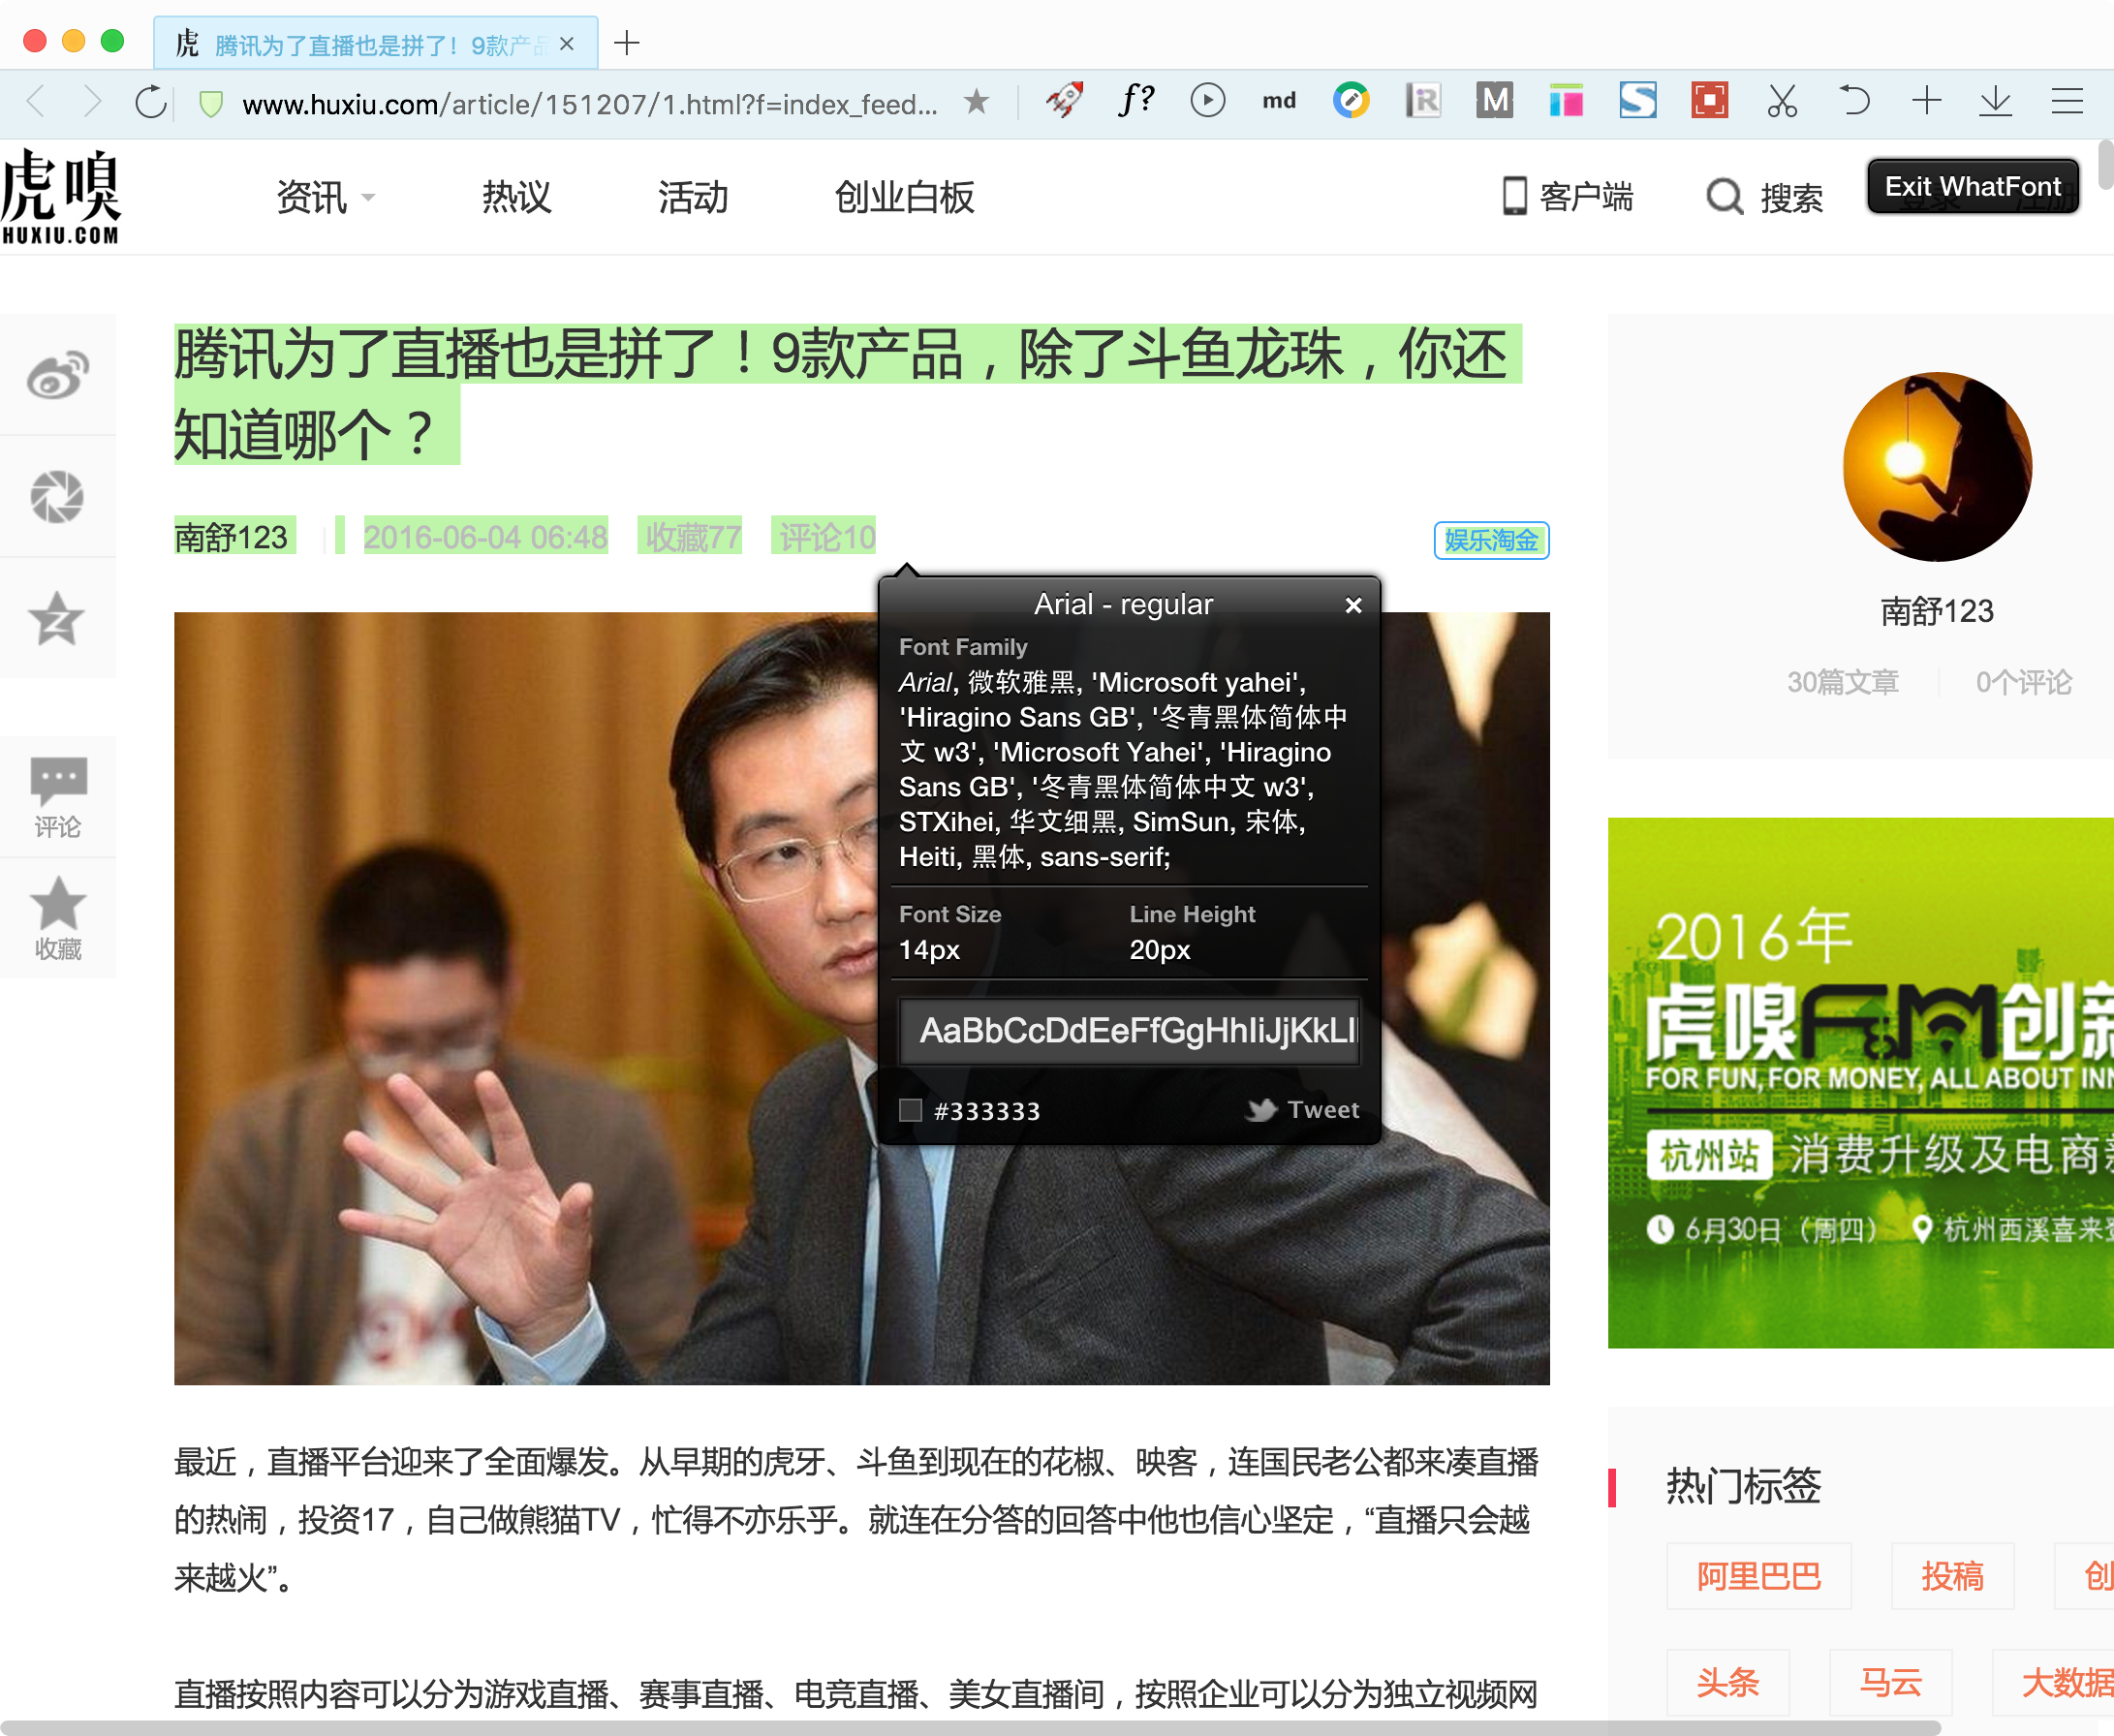 虎 腾讯为了直播也是拼了！9款产品
www.huxiu.com/article/151207/1.html?f=index_feed...
f?
md
R
M
S
虎嗅
HUXIU.COM
资讯
热议
活动
创业白板
客户端
搜索
Exit WhatFont
腾讯为了直播也是拼了！9款产品，除了斗鱼龙珠，你还
知道哪个？
南舒123
2016-06-04 06:48
收藏77
评论10
娱乐淘金
评论
收藏
Arial - regular
Font Family
Arial, 微软雅黑, 'Microsoft yahei',
'Hiragino Sans GB', '冬青黑体简体中
文 w3', 'Microsoft Yahei', 'Hiragino
Sans GB', '冬青黑体简体中文 w3',
STXihei, 华文细黑, SimSun, 宋体,
Heiti, 黑体, sans-serif;
Font Size
Line Height
14px
20px
AaBbCcDdEeFfGgHhIiJjKkLl
#333333
Tweet
最近，直播平台迎来了全面爆发。从早期的虎牙、斗鱼到现在的花椒、映客，连国民老公都来凑直播
的热闹，投资17，自己做熊猫TV，忙得不亦乐乎。就连在分答的回答中他也信心坚定，“直播只会越
来越火”。
直播按照内容可以分为游戏直播、赛事直播、电竞直播、美女直播间，按照企业可以分为独立视频网
南舒123
30篇文章
0个评论
2016年
虎嗅F&M创新
FOR FUN,FOR MONEY, ALL ABOUT INN
杭州站 消费升级及电商
6月30日（周四）
杭州西溪喜来
热门标签
阿里巴巴
投稿
创
头条
马云
大数据